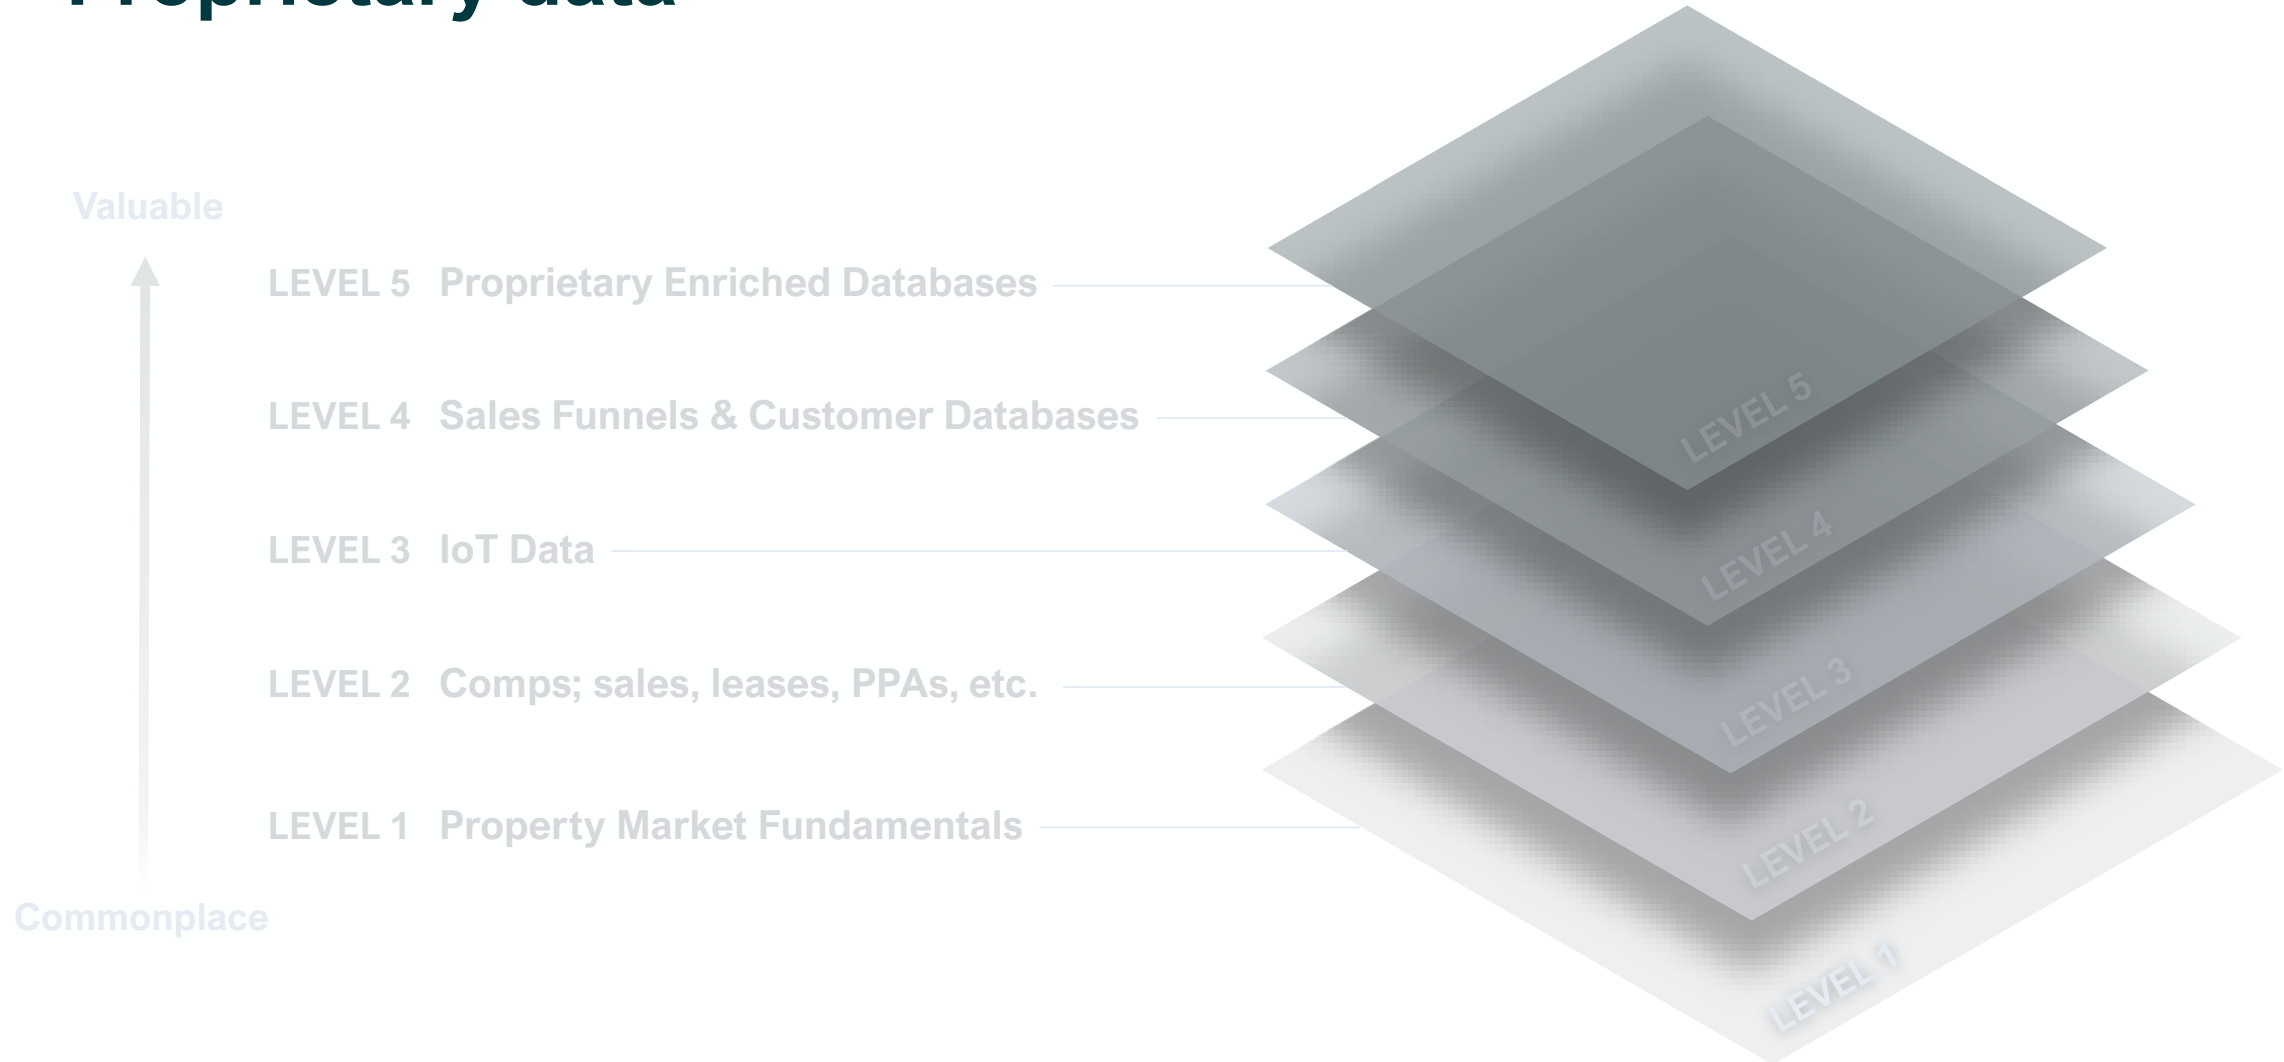 Proprietary data
Valuable
LEVEL 5 Proprietary Enriched Databases
LEVEL 4 Sales Funnels & Customer Databases
LEVEL 3 IoT Data
LEVEL 2 Comps; sales, leases, PPAs, etc.
LEVEL 1 Property Market Fundamentals
Commonplace
LEVEL 5
LEVEL 4
LEVEL 3
LEVEL 2
LEVEL 1